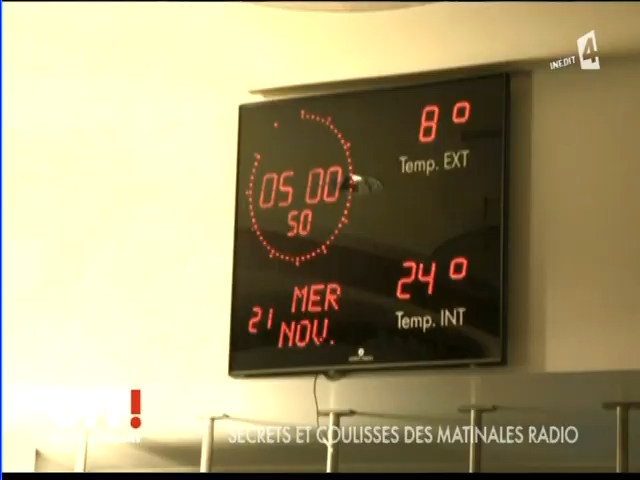 INEDIT 4
8°
Temp. EXT
05 00
50
24°
Temp. INT
MER
21
NOV.
!
SECRETS ET COULISSES DES MATINALES RADIO